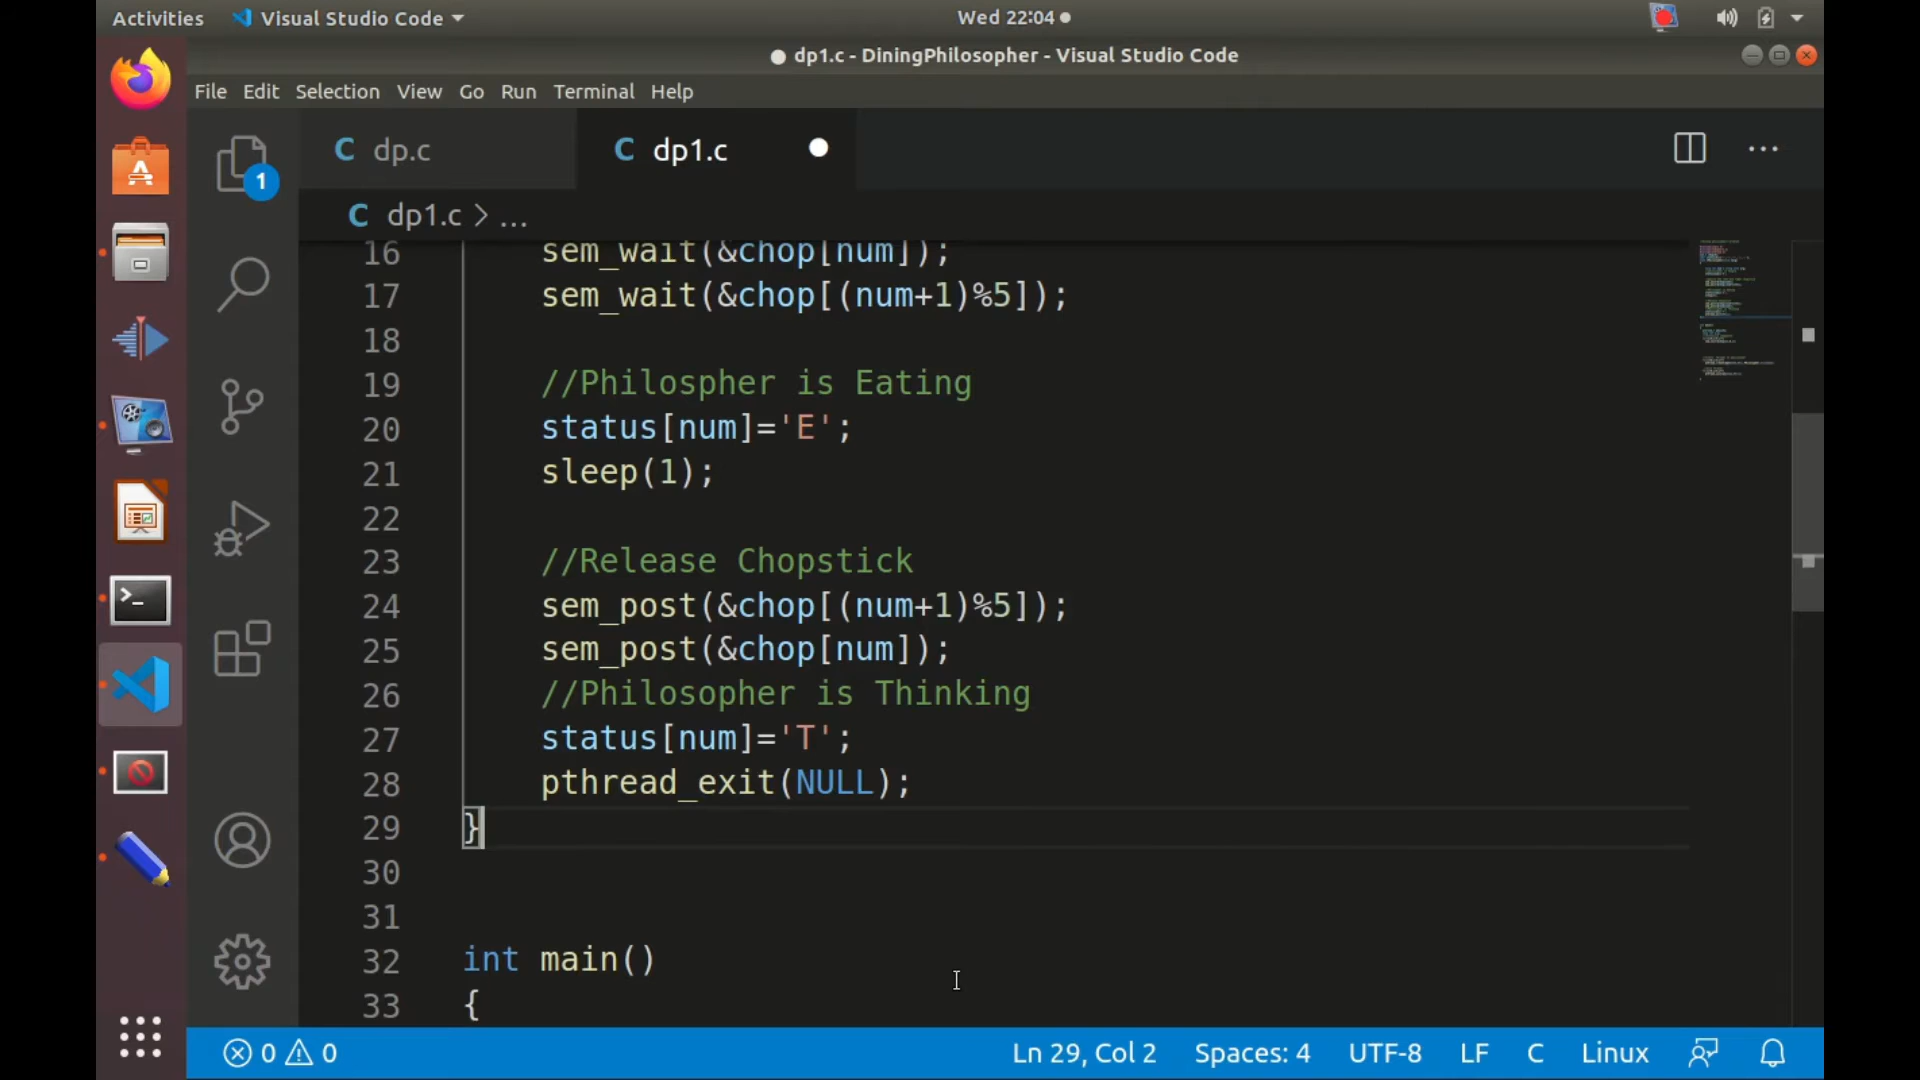 Activities Visual Studio Code Wed 22:04
dp1.c - DiningPhilosopher - Visual Studio Code
File Edit Selection View Go Run Terminal Help
1 C dp.c C dp1.c ...
C dp1.c > ...
16 sem_wait(&chop[num]);
17 sem_wait(&chop[(num+1)%5]);
18
19 //Philospher is Eating
20 status[num]='E';
21 sleep(1);
22
23 //Release Chopstick
24 sem_post(&chop[(num+1)%5]);
25 sem_post(&chop[num]);
26 //Philosopher is Thinking
27 status[num]='T';
28 pthread_exit(NULL);
29 }
30
31
32 int main()
33 {
0 0 Ln 29, Col 2 Spaces: 4 UTF-8 LF C Linux